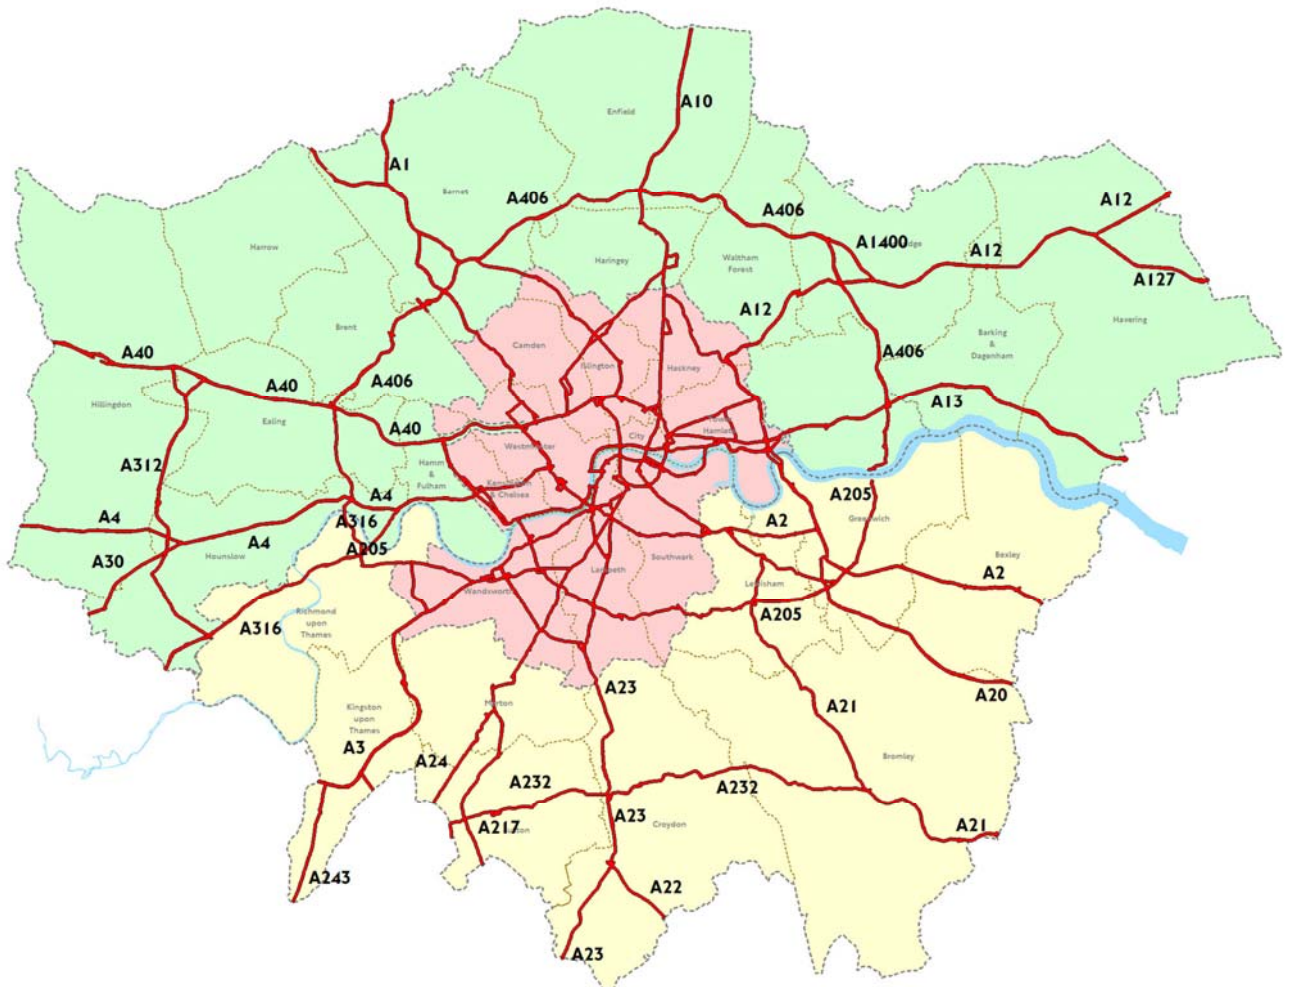 Enfield
A10
A1
Barnet
A406
A406
A12
Harrow
Haringey
Waltham
Forest
A1400
A12
A127
Brent
A12
Havering
Camden
Barking
&
Dagenham
A40
Islington
Hackney
A406
A406
Hillingdon
A40
Ealing
A40
A13
City
Westminster
A312
Hamm
&
Fulham
Kensington
& Chelsea
A4
A205
A4
A316
A2
Greenwich
A4
A205
Hounslow
A30
Southwark
Bexley
Lambeth
A2
Lewisham
Wandsworth
A205
Richmond
upon
Thames
A316
A23
A20
Merton
A21
Kingston
upon
Thames
A3
A24
Bromley
A232
A232
A23
Croydon
A217
A21
A243
A22
A23